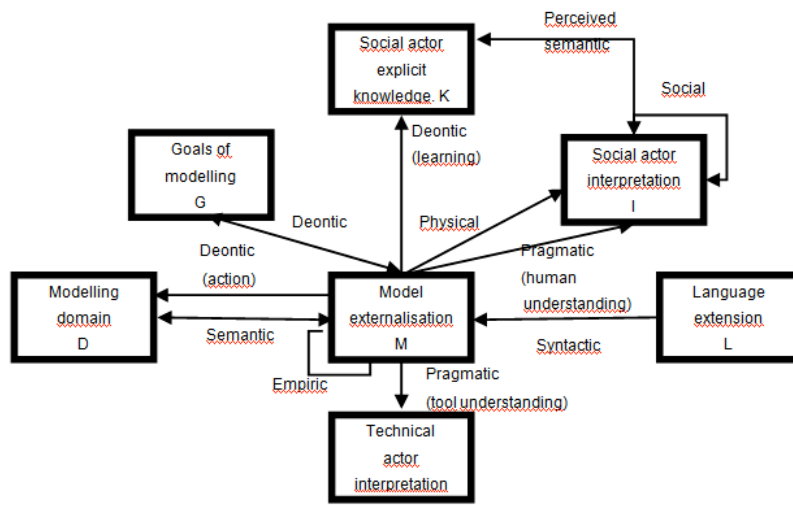 Perceived
semantic
Social actor
explicit
knowledge. K
Social
Deontic
(learning)
Goals of
modelling
G
Social actor
interpretation
I
Deontic
Physical
Deontic
(action)
Pragmatic
(human
understanding)
Modelling
domain
D
Model
externalisation
M
Language
extension
L
Semantic
Syntactic
Empiric
Pragmatic
(tool understanding)
Technical
actor
interpretation